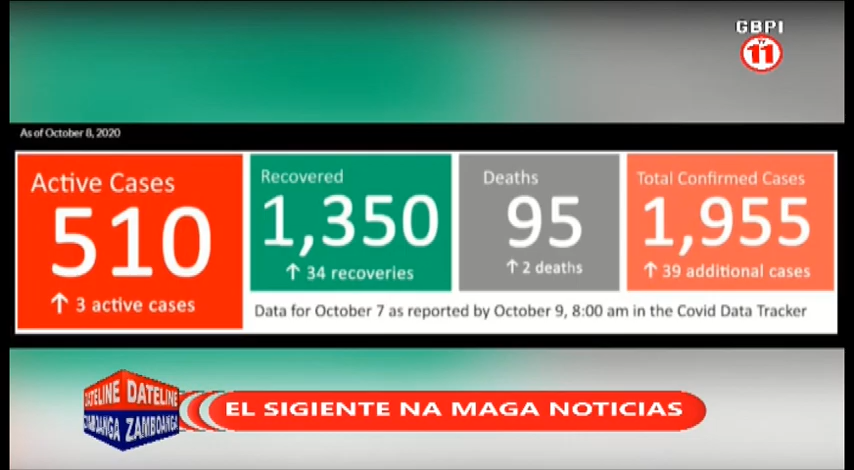 GBPI
TV
11
As of October 8, 2020
Active Cases
510
↑ 3 active cases
Recovered
1,350
↑ 34 recoveries
Deaths
95
↑ 2 deaths
Total Confirmed Cases
1,955
↑ 39 additional cases
Data for October 7 as reported by October 9, 8:00 am in the Covid Data Tracker
DATELINE DATELINE
ZAMBOANGA ZAMBOANGA
EL SIGIENTE NA MAGA NOTICIAS